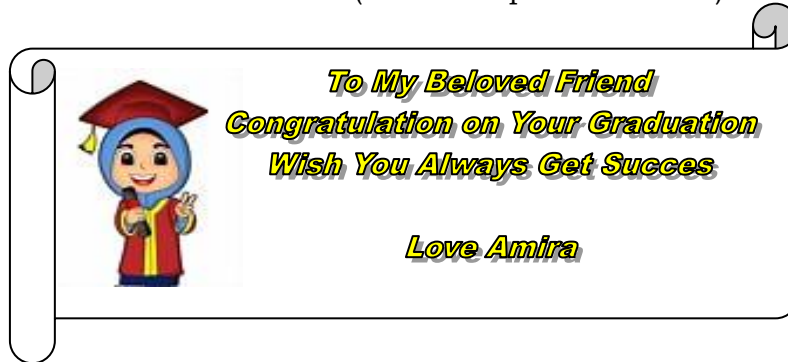 To My Beloved Friend
Congratulation on Your Graduation
Wish You Always Get Succes
Love Amira